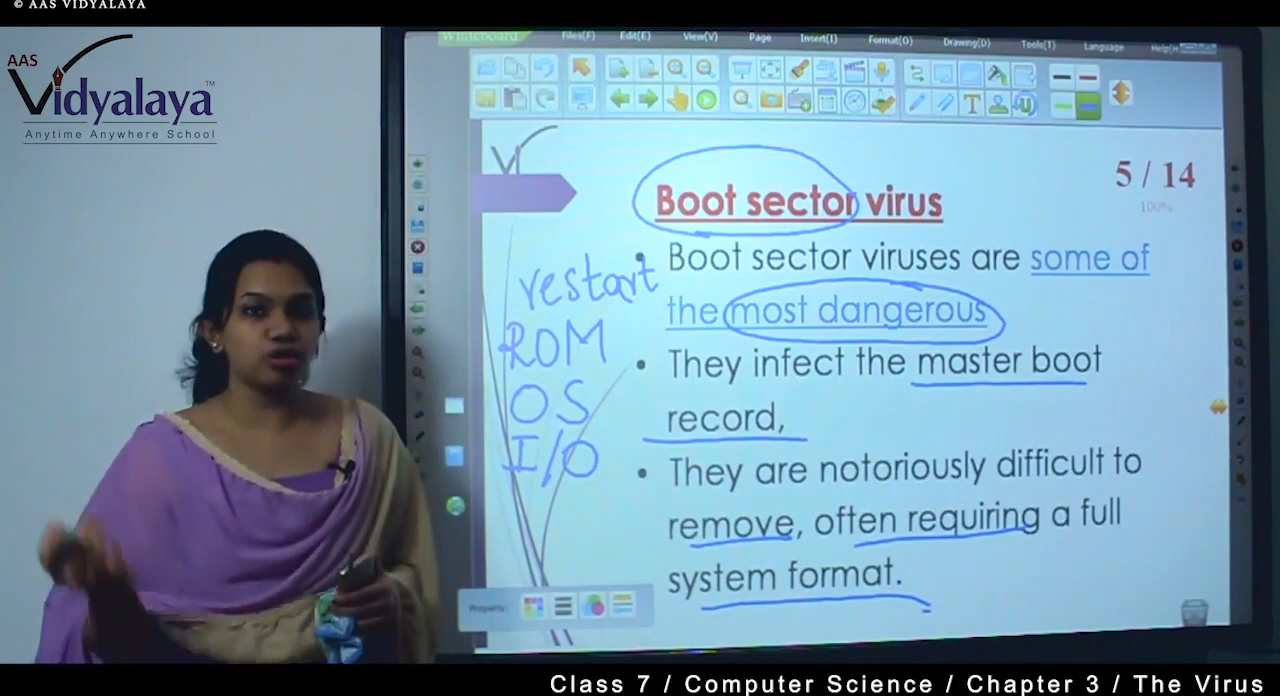 © AAS VIDYALAYA
AAS
Vidyalaya™
Anytime Anywhere School
Whiteboard Files(F) Edit(E) View(V) Page Insert(I) Format(O) Drawing(D) Tools(T) Language
5 / 14
100%
Boot sector virus
• Boot sector viruses are some of
the most dangerous
• They infect the master boot
record,
• They are notoriously difficult to
remove, often requiring a full
system format.
restart
ROM
OS
I/O
Property:
Class 7 / Computer Science / Chapter 3 / The Virus